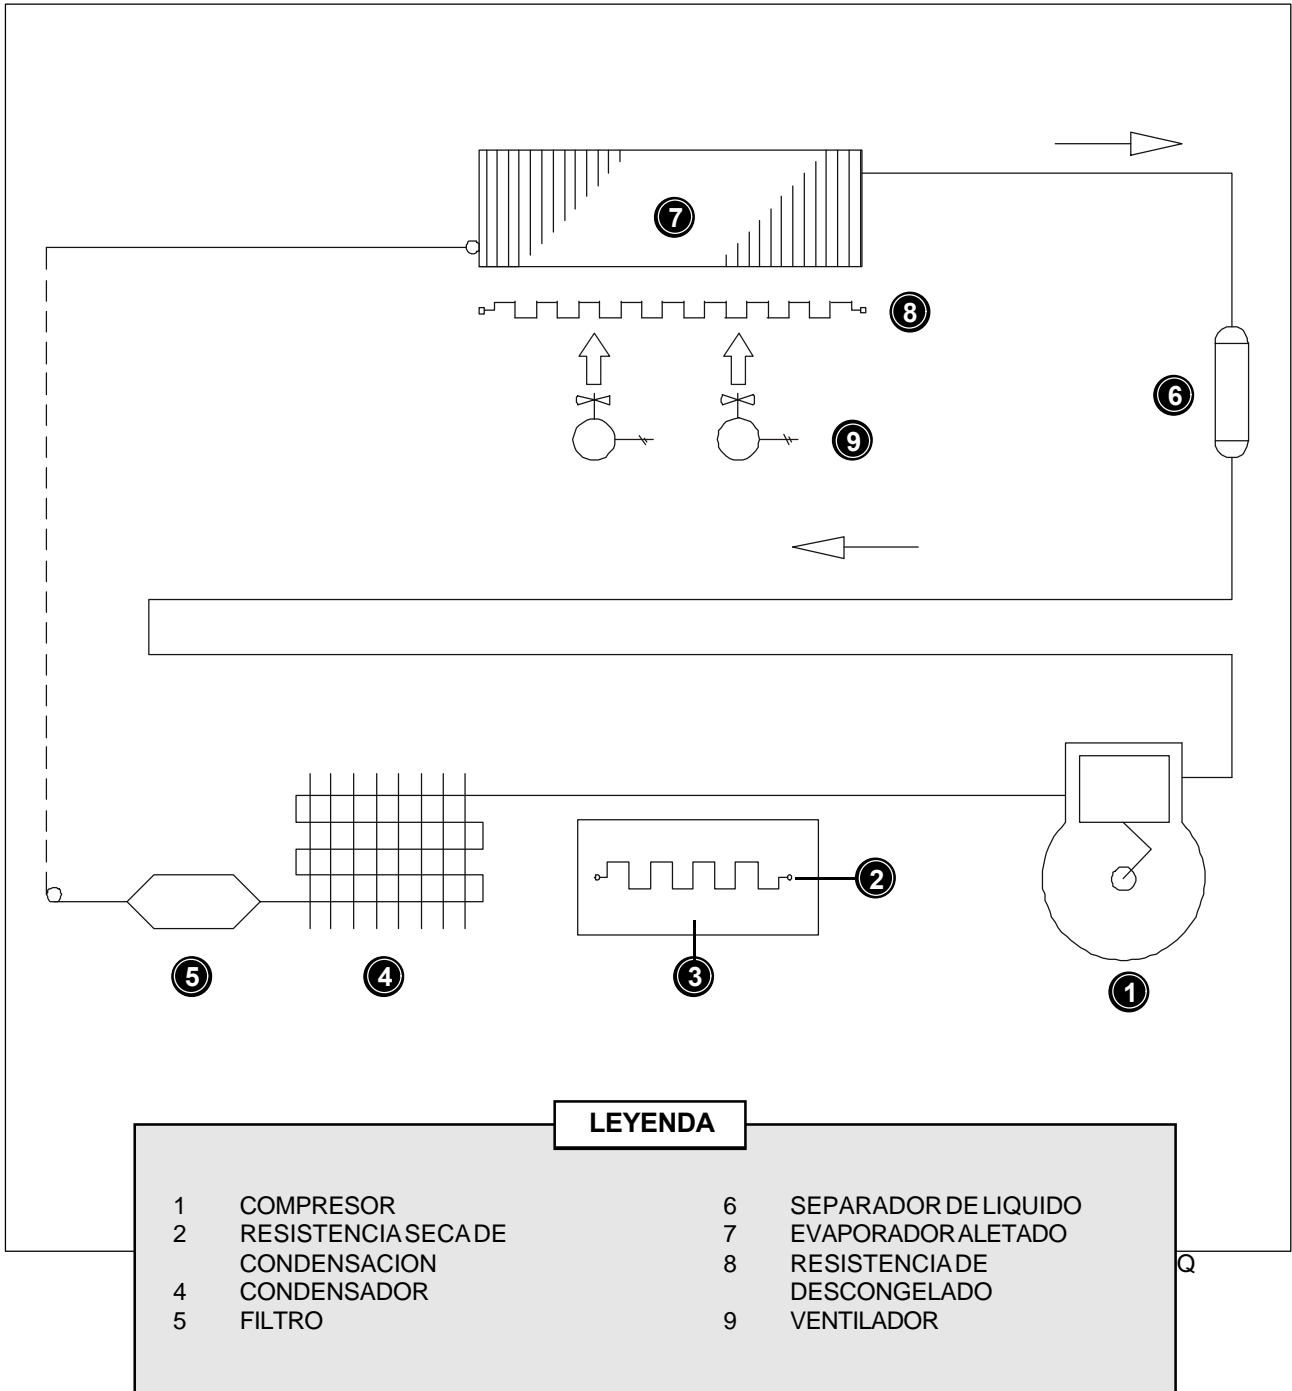 7
8
6
9
2
5
4
3
1
LEYENDA
1 COMPRESOR
2 RESISTENCIA SECA DE
CONDENSACION
4 CONDENSADOR
5 FILTRO
6 SEPARADOR DE LIQUIDO
7 EVAPORADOR ALETADO
8 RESISTENCIA DE
DESCONGELADO
9 VENTILADOR
Q